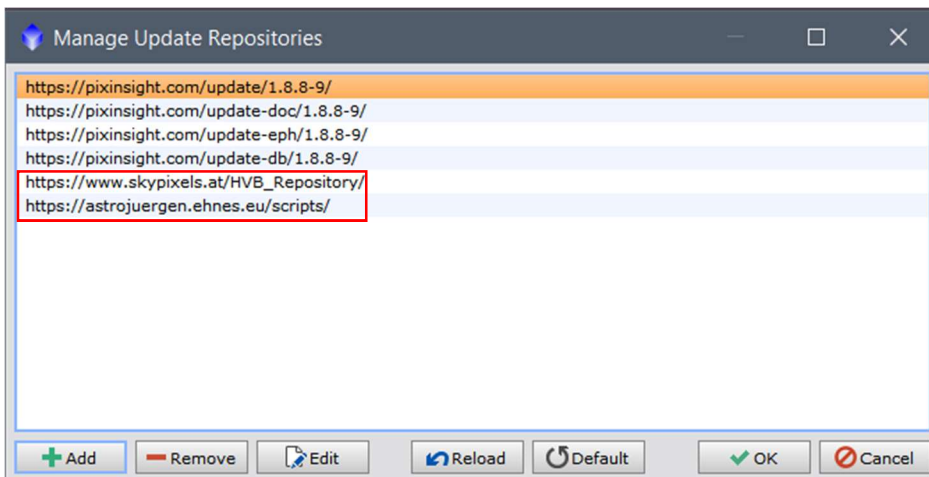 Manage Update Repositories
https://pixinsight.com/update/1.8.8-9/
https://pixinsight.com/update-doc/1.8.8-9/
https://pixinsight.com/update-eph/1.8.8-9/
https://pixinsight.com/update-db/1.8.8-9/
https://www.skypixels.at/HVB_Repository/
https://astrojuergen.ehnes.eu/scripts/
Add Remove Edit Reload Default OK Cancel